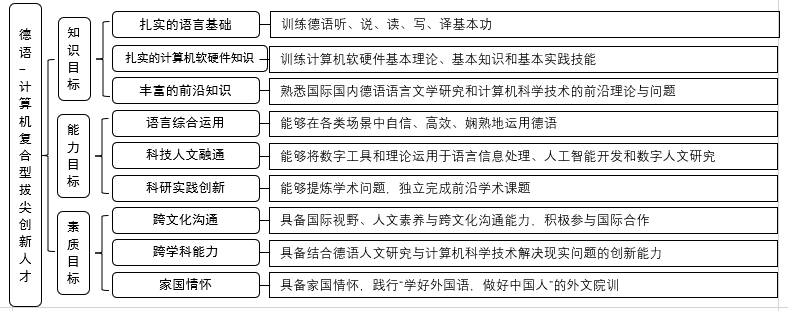 德语-计算机复合型拔尖创新人才
知识目标
扎实的语言基础
训练德语听、说、读、写、译基本功
扎实的计算机软硬件知识
训练计算机软硬件基本理论、基本知识和基本实践技能
丰富的前沿知识
熟悉国际国内德语语言文学研究和计算机科学技术的前沿理论与问题
能力目标
语言综合运用
能够在各类场景中自信、高效、娴熟地运用德语
科技人文融通
能够将数字工具和理论运用于语言信息处理、人工智能开发和数字人文研究
科研实践创新
能够提炼学术问题，独立完成前沿学术课题
素质目标
跨文化沟通
具备国际视野、人文素养与跨文化沟通能力，积极参与国际合作
跨学科能力
具备结合德语人文研究与计算机科学技术解决现实问题的创新能力
家国情怀
具备家国情怀，践行“学好外国语，做好中国人”的外文院训